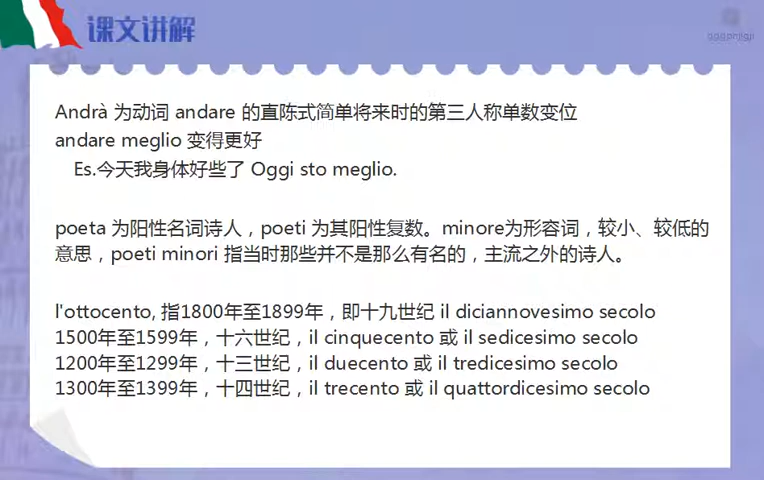 课文讲解
Andrà 为动词 andare 的直陈式简单将来时的第三人称单数变位
andare meglio 变得更好
Es.今天我身体好些了 Oggi sto meglio.
poeta 为阳性名词诗人，poeti 为其阳性复数。minore为形容词，较小、较低的
意思，poeti minori 指当时那些并不是那么有名的，主流之外的诗人。
l'ottocento, 指1800年至1899年，即十九世纪 il diciannovesimo secolo
1500年至1599年，十六世纪，il cinquecento 或 il sedicesimo secolo
1200年至1299年，十三世纪，il duecento 或 il tredicesimo secolo
1300年至1399年，十四世纪，il trecento 或 il quattordicesimo secolo